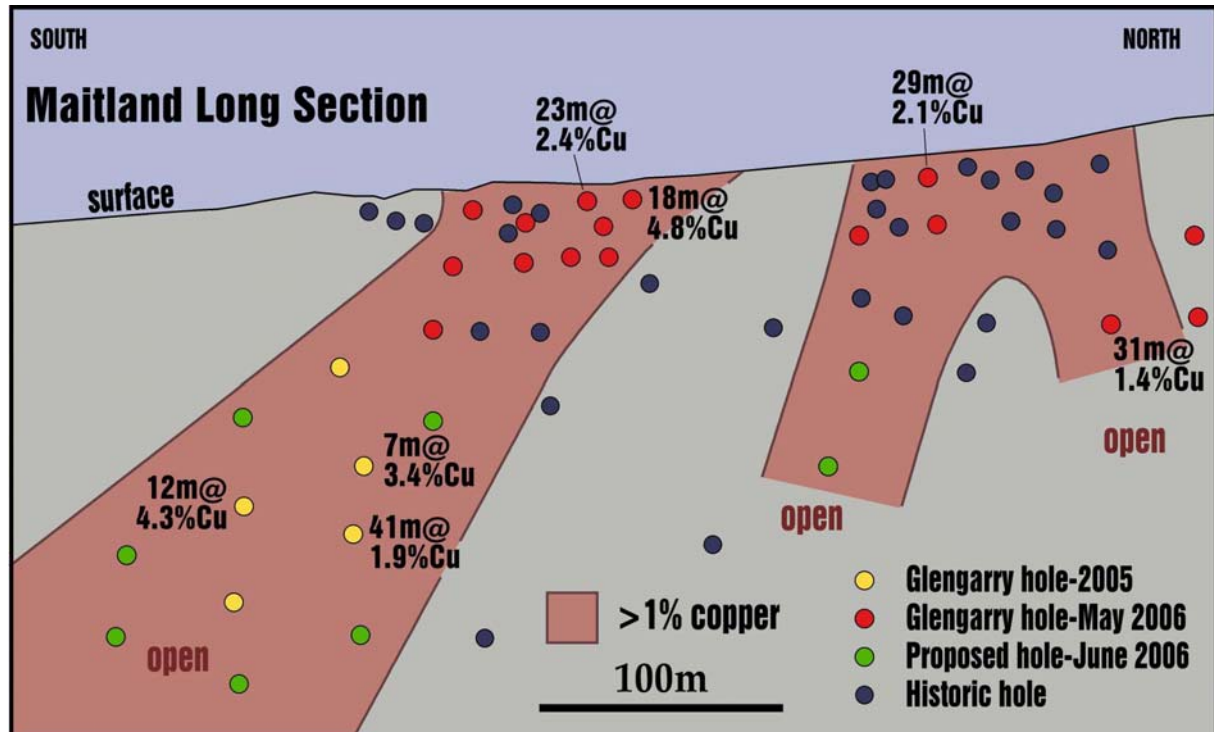 SOUTH
NORTH
Maitland Long Section
23m@
2.4%Cu
29m@
2.1%Cu
surface
18m@
4.8%Cu
31m@
1.4%Cu
7m@
3.4%Cu
12m@
4.3%Cu
41m@
1.9%Cu
open
open
open
>1% copper
100m
Glengarry hole-2005
Glengarry hole-May 2006
Proposed hole-June 2006
Historic hole